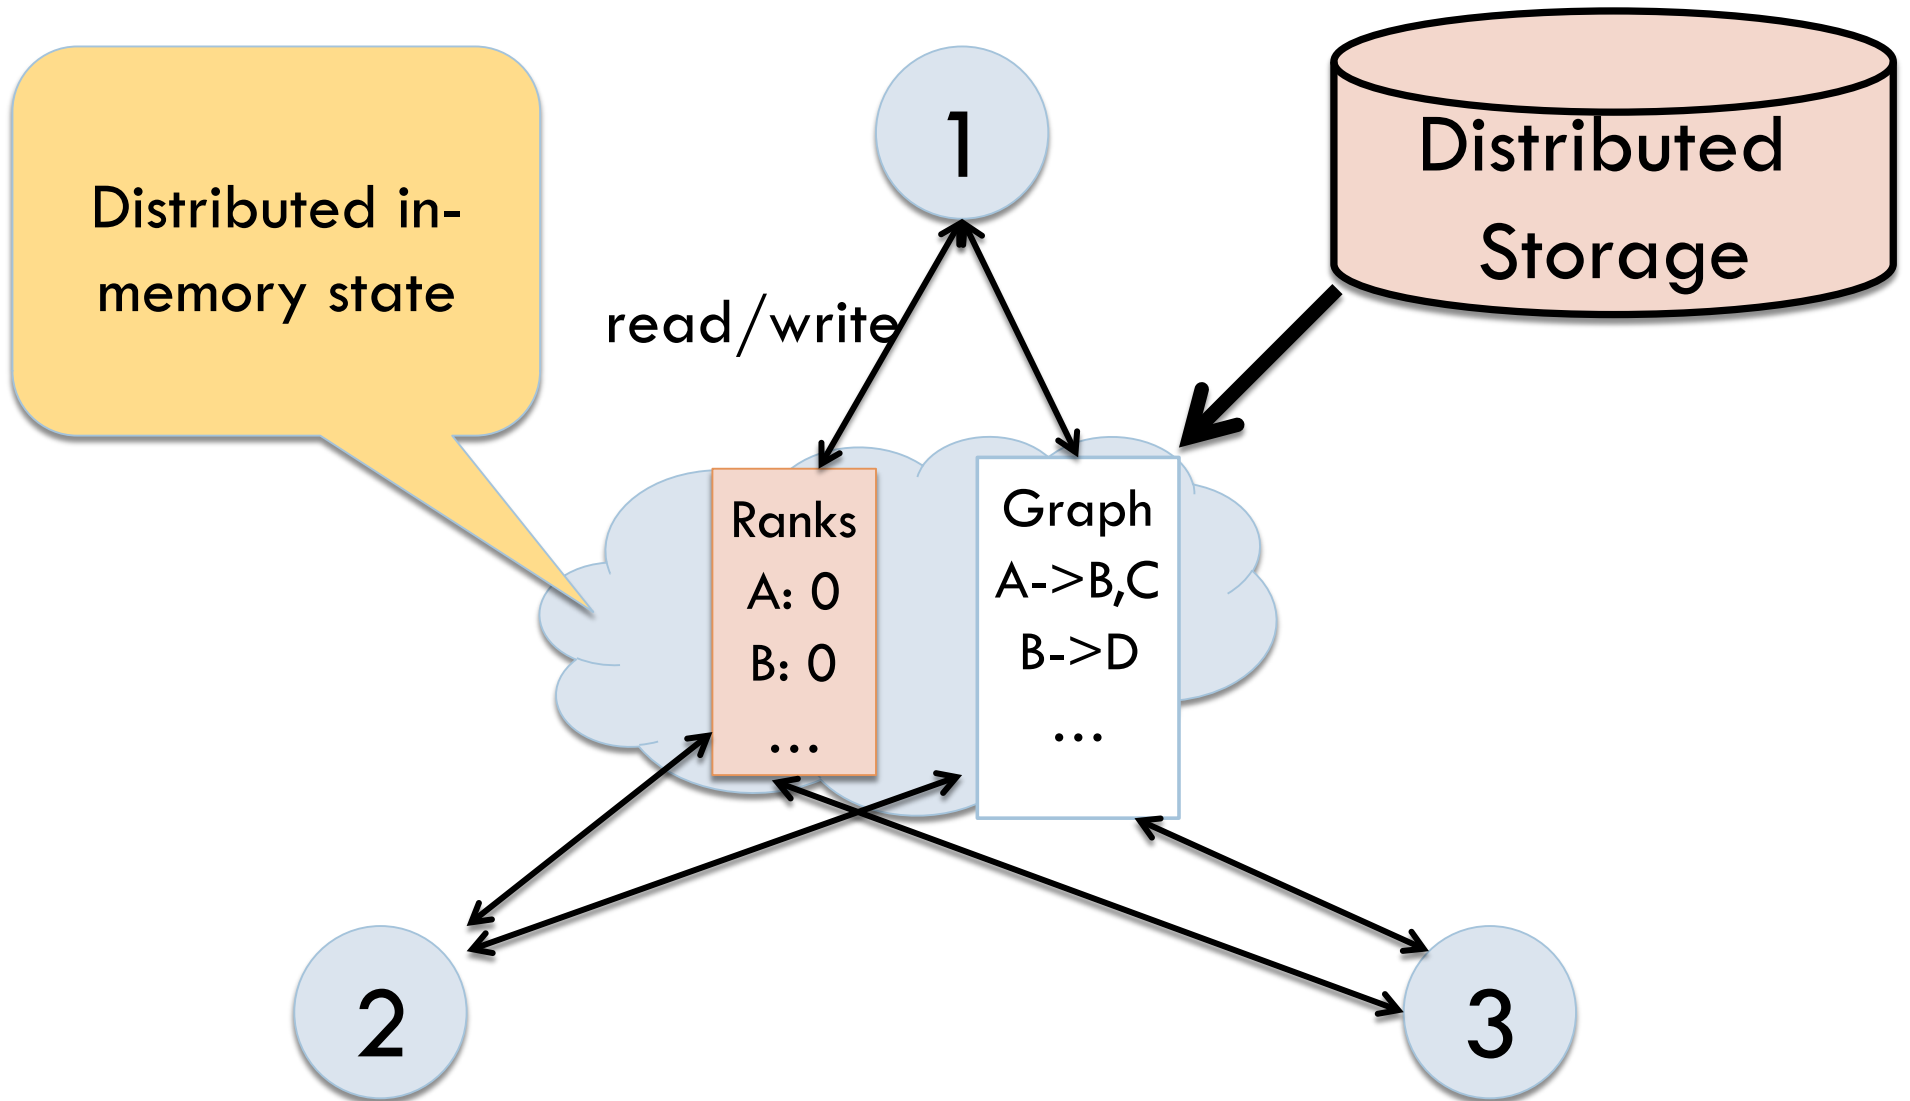 Distributed in-
memory state
1
Distributed
Storage
read/write
Ranks
A: 0
B: 0
...
Graph
A->B,C
B->D
...
2
3